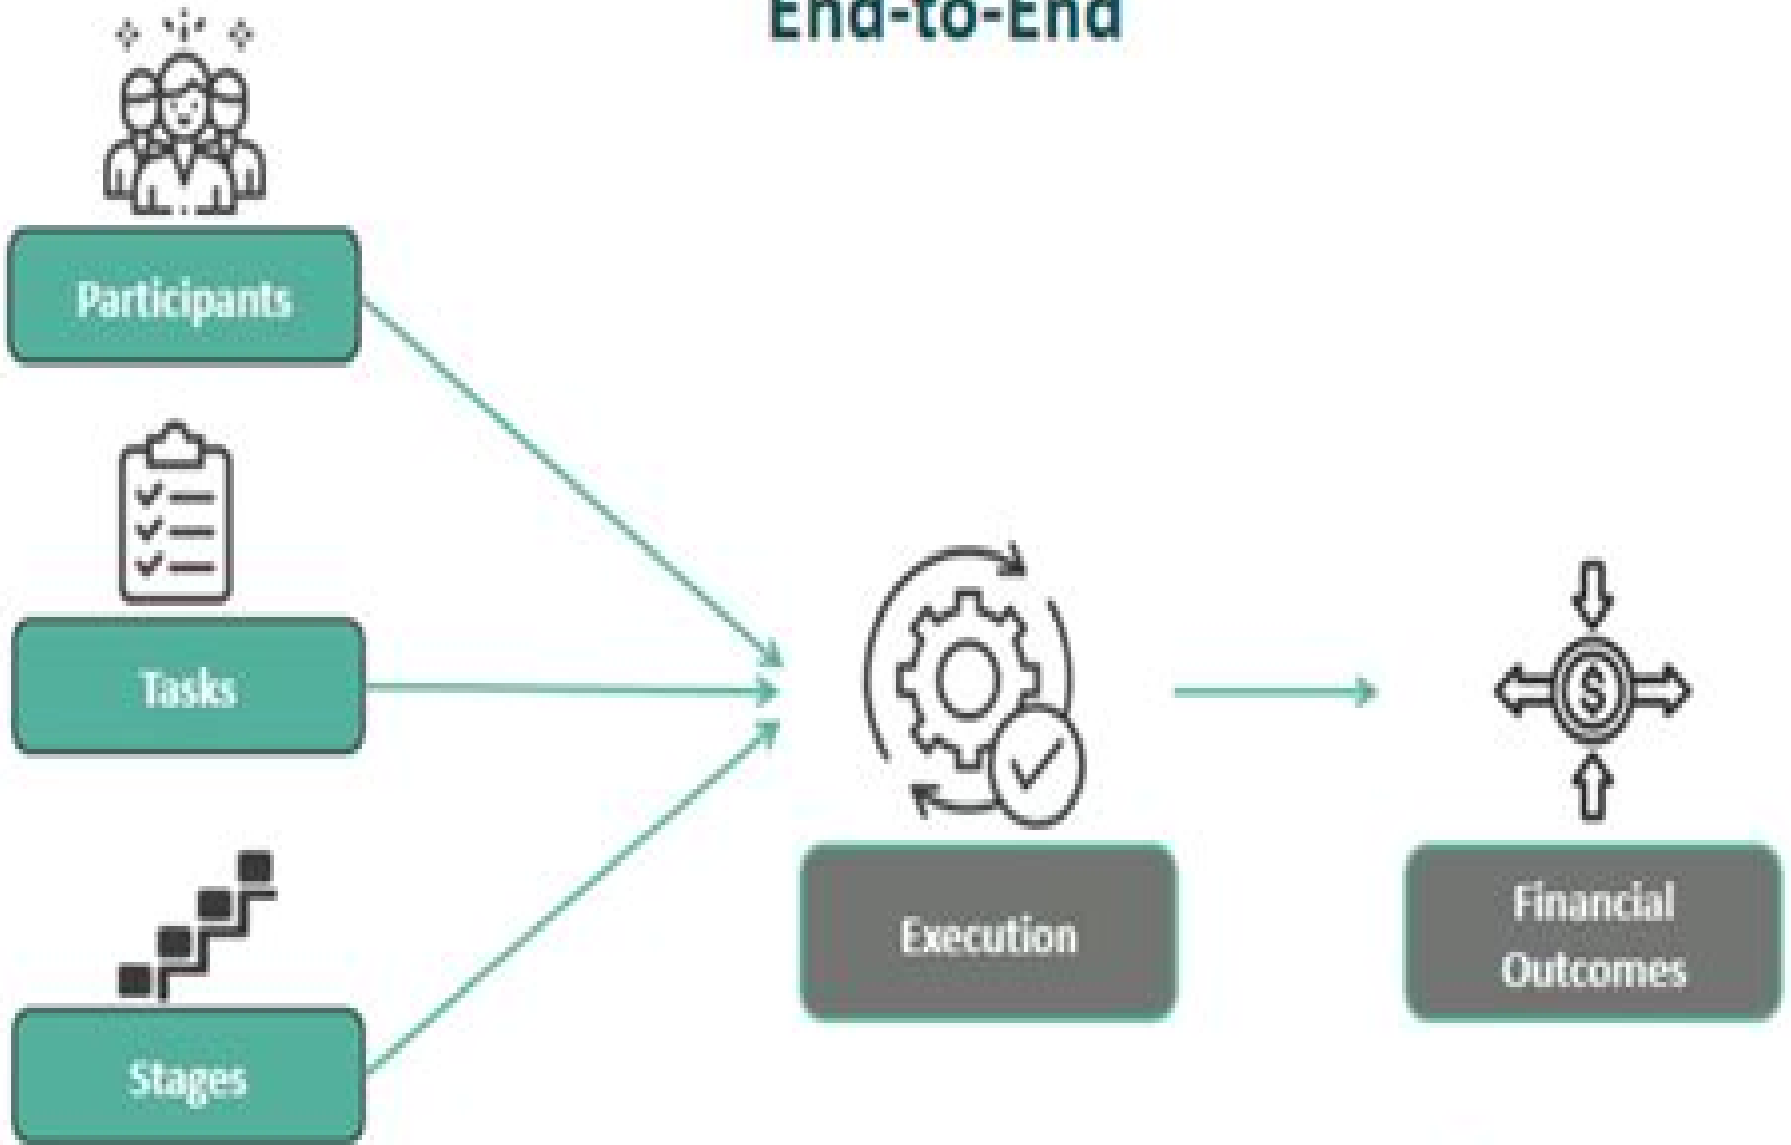 End-to-End
Participants
Tasks
Stages
Execution
Financial
Outcomes